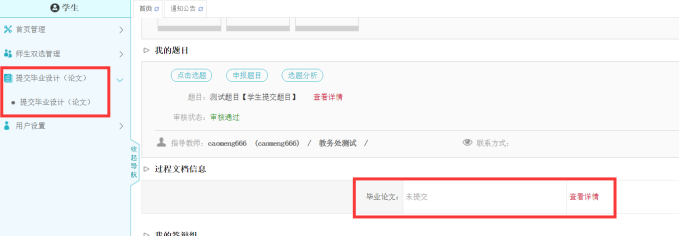 学生
首页管理
师生双选管理
提交毕业设计（论文）
提交毕业设计（论文）
用户设置
收起导航
首页 通知公告
我的题目
点击选题 申报题目 选题分析
题目：测试题目【学生提交题目】 查看详情
审核状态：审核通过
指导教师：caomeng666 （caomeng666） / 教务处测试 / 联系方式：
过程文档信息
毕业论文：未提交 查看详情
我的答辩组